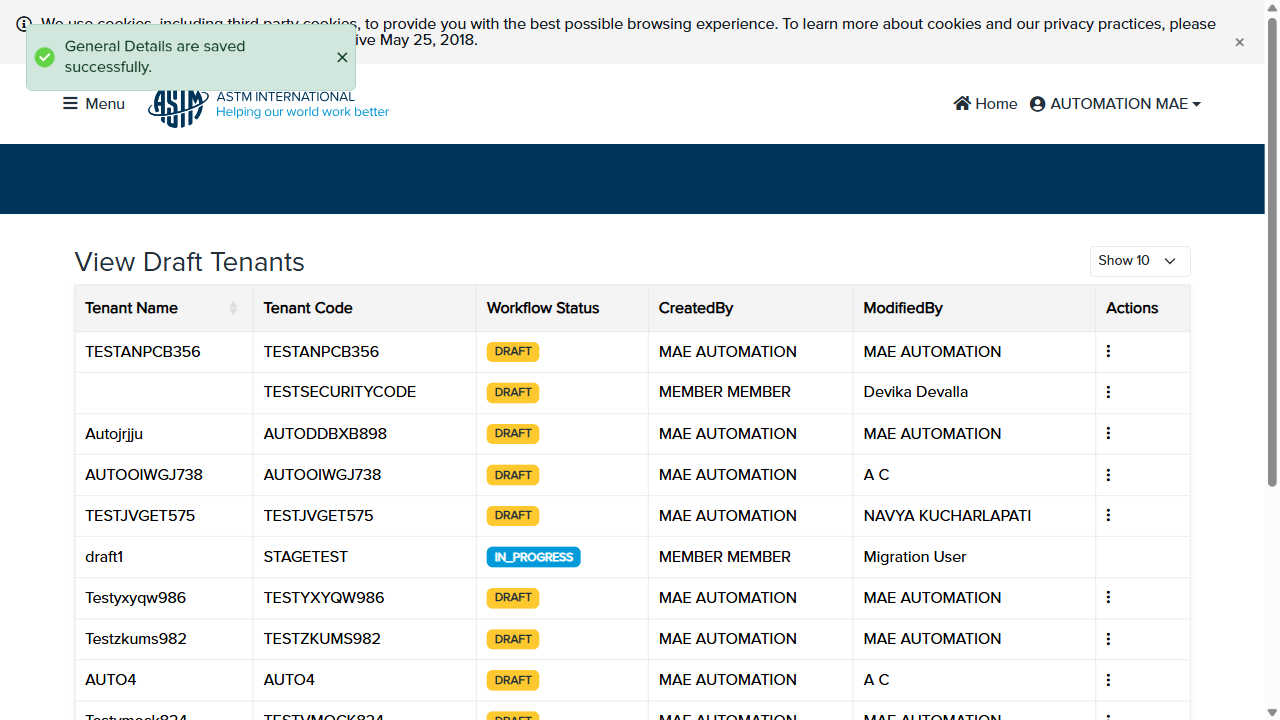 We use cookies, including third party cookies, to provide you with the best possible browsing experience. To learn more about cookies and our privacy practices, please
ive May 25, 2018.
×
General Details are saved
successfully.
Menu
ASTM
ASTM INTERNATIONAL
Helping our world work better
Home
AUTOMATION MAE
View Draft Tenants
Show 10
Tenant Name Tenant Code Workflow Status CreatedBy ModifiedBy Actions
TESTANPCB356 TESTANPCB356 DRAFT MAE AUTOMATION MAE AUTOMATION
TESTSECURITYCODE DRAFT MEMBER MEMBER Devika Devalla
Autojrjju AUTODDBXB898 DRAFT MAE AUTOMATION MAE AUTOMATION
AUTOOIWGJ738 AUTOOIWGJ738 DRAFT MAE AUTOMATION A C
TESTJVGET575 TESTJVGET575 DRAFT MAE AUTOMATION NAVYA KUCHARLAPATI
draft1 STAGETEST IN_PROGRESS MEMBER MEMBER Migration User
Testyxyqw986 TESTYXYQW986 DRAFT MAE AUTOMATION MAE AUTOMATION
Testzkums982 TESTZKUMS982 DRAFT MAE AUTOMATION MAE AUTOMATION
AUTO4 AUTO4 DRAFT MAE AUTOMATION A C
Testvmock824 TESTVMOCK824 DRAFT MAE AUTOMATION MAE AUTOMATION